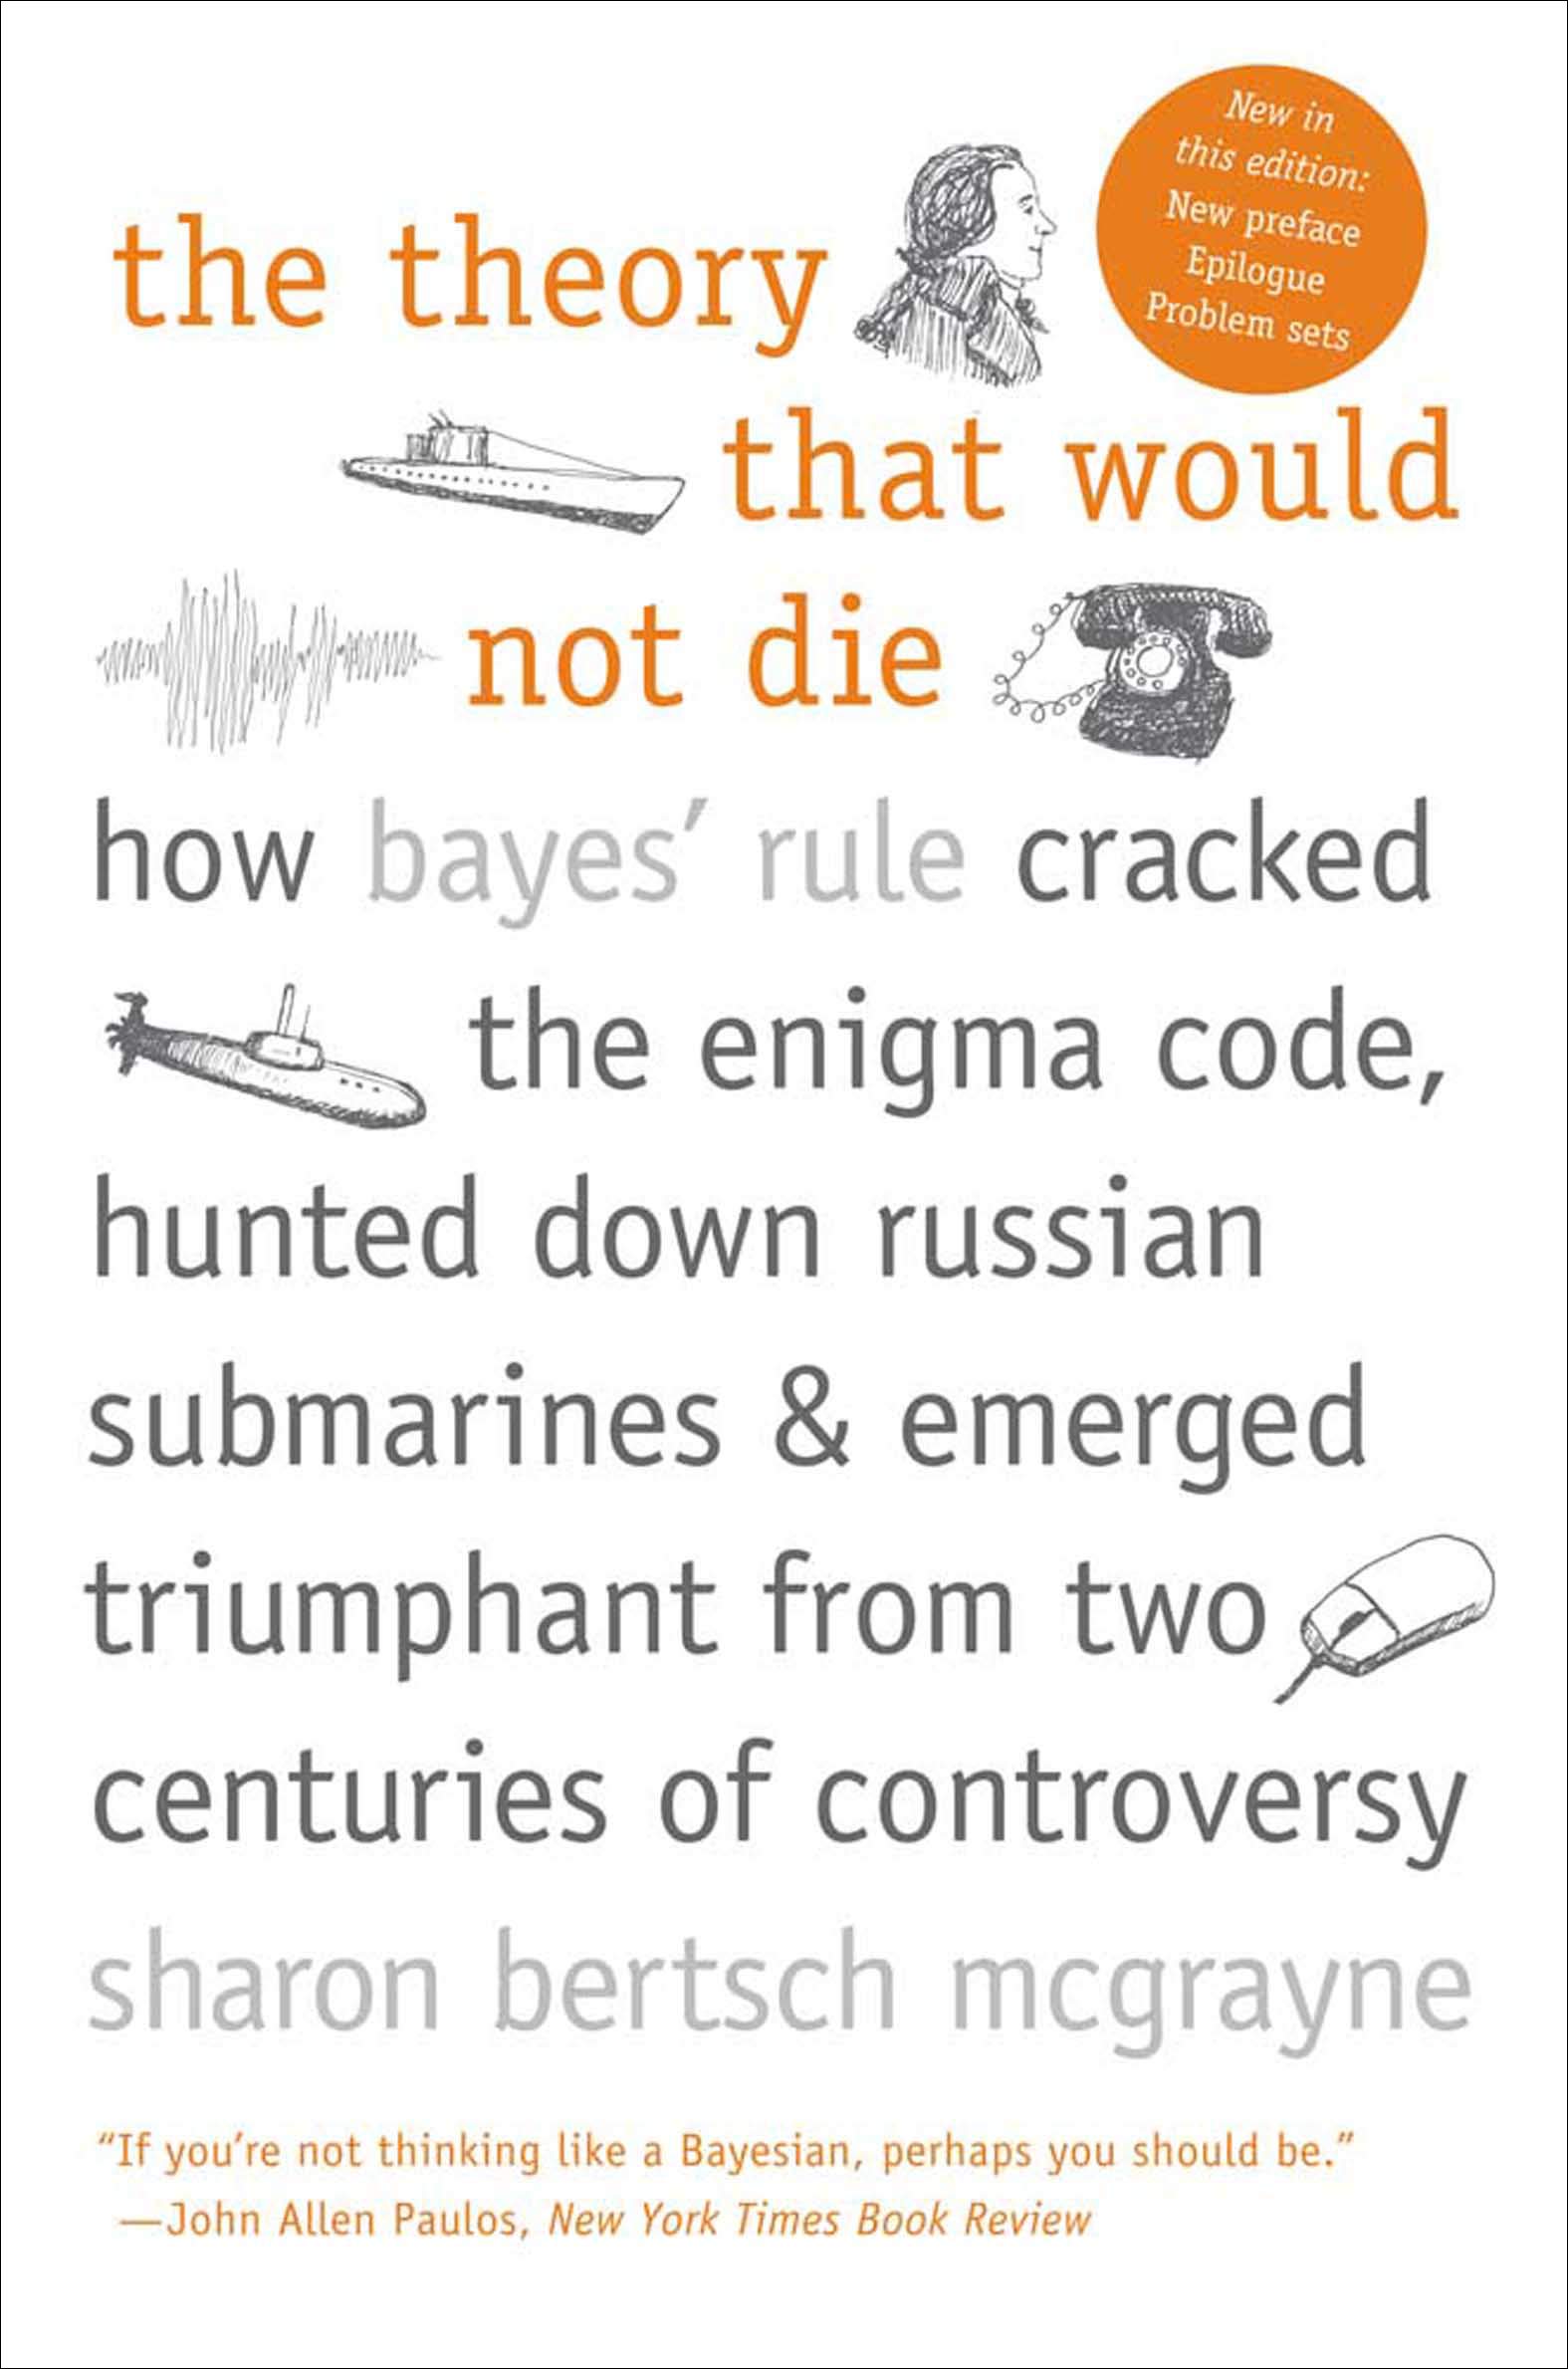 New in
this edition:
New preface
Epilogue
Problem sets
the theory
that would
not die
how bayes’ rule cracked
the enigma code,
hunted down russian
submarines & emerged
triumphant from two
centuries of controversy
sharon bertsch mcgrayne
“If you’re not thinking like a Bayesian, perhaps you should be.”
—John Allen Paulos, New York Times Book Review